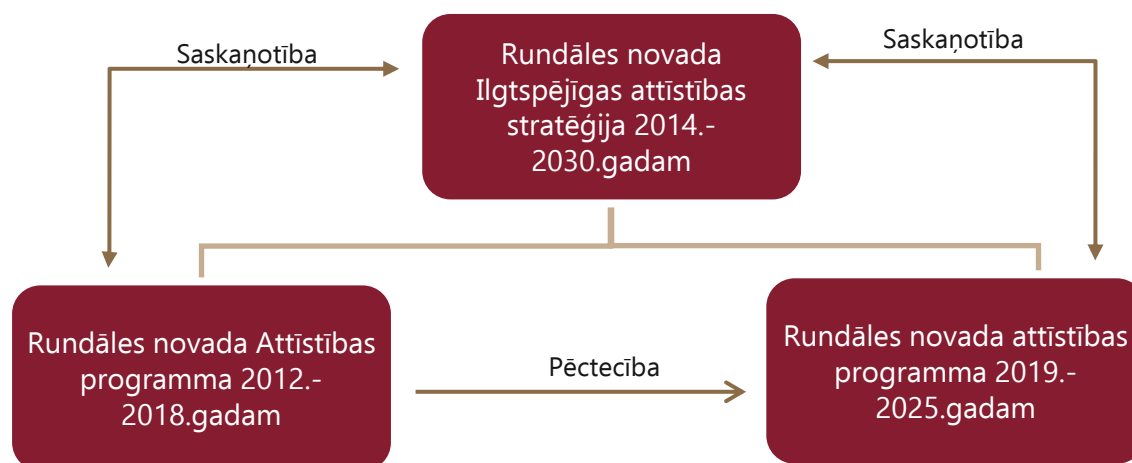 Saskaņotība
Saskaņotība
Rundāles novada
Ilgtspējīgas attīstības
stratēģija 2014.-
2030.gadam
Rundāles novada Attīstības
programma 2012.-
2018.gadam
Pēctecība
Rundāles novada attīstības
programma 2019.-
2025.gadam